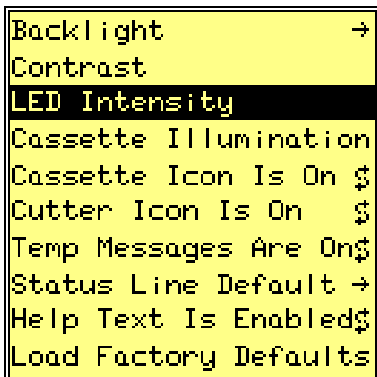 Backlight →
Contrast
LED Intensity
Cassette Illumination
Cassette Icon Is On $
Cutter Icon Is On $
Temp Messages Are On$
Status Line Default →
Help Text Is Enabled$
Load Factory Defaults